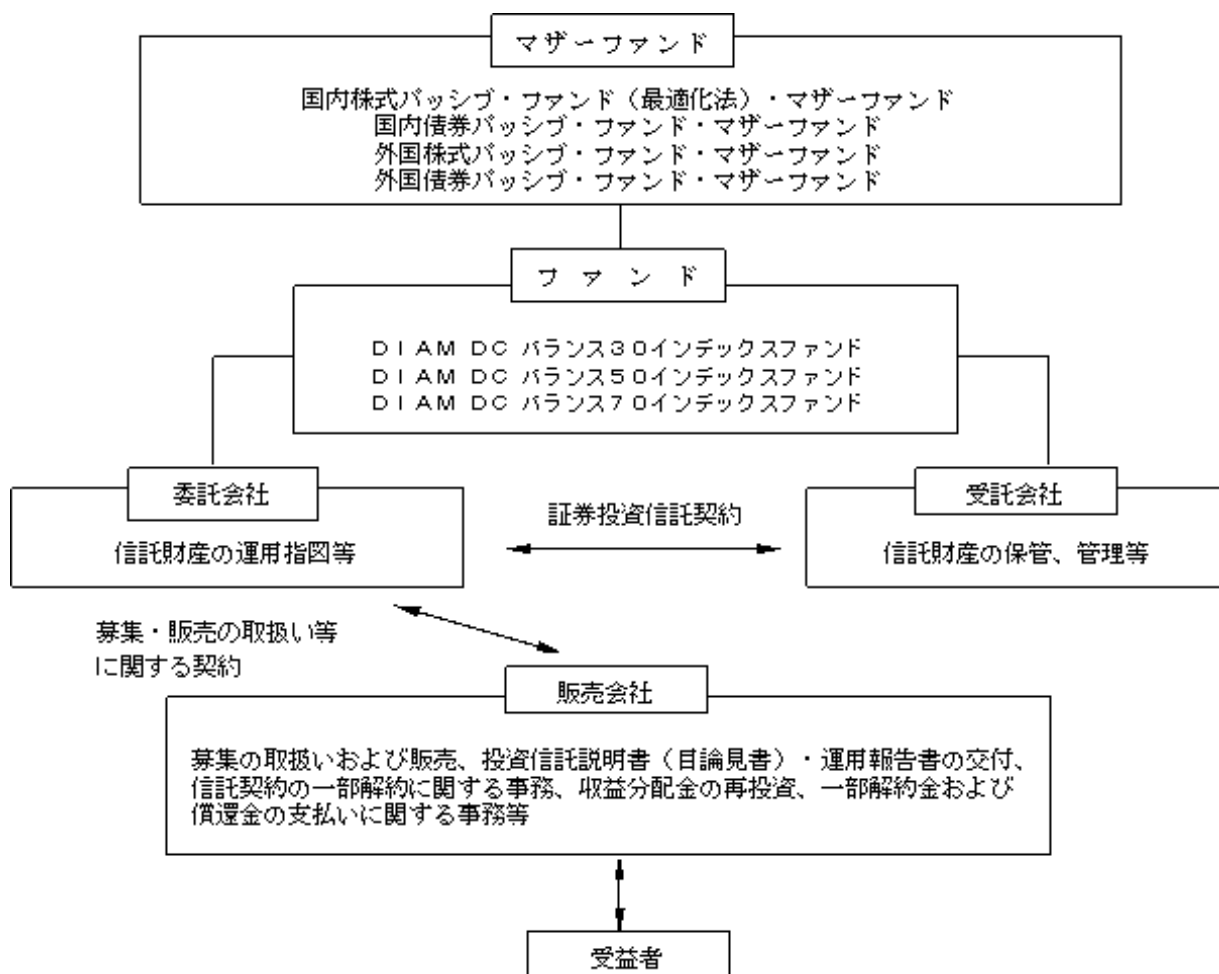 マザーファンド
国内株式パッシブ・ファンド（最適化法）・マザーファンド
国内債券パッシブ・ファンド・マザーファンド
外国株式パッシブ・ファンド・マザーファンド
外国債券パッシブ・ファンド・マザーファンド
ファンド
ＤＩＡＭ ＤＣ バランス３０インデックスファンド
ＤＩＡＭ ＤＣ バランス５０インデックスファンド
ＤＩＡＭ ＤＣ バランス７０インデックスファンド
委託会社
信託財産の運用指図等
証券投資信託契約
受託会社
信託財産の保管、管理等
募集・販売の取扱い等
に関する契約
販売会社
募集の取扱いおよび販売、投資信託説明書（目論見書）・運用報告書の交付、
信託契約の一部解約に関する事務、収益分配金の再投資、一部解約金および
償還金の支払いに関する事務等
受益者